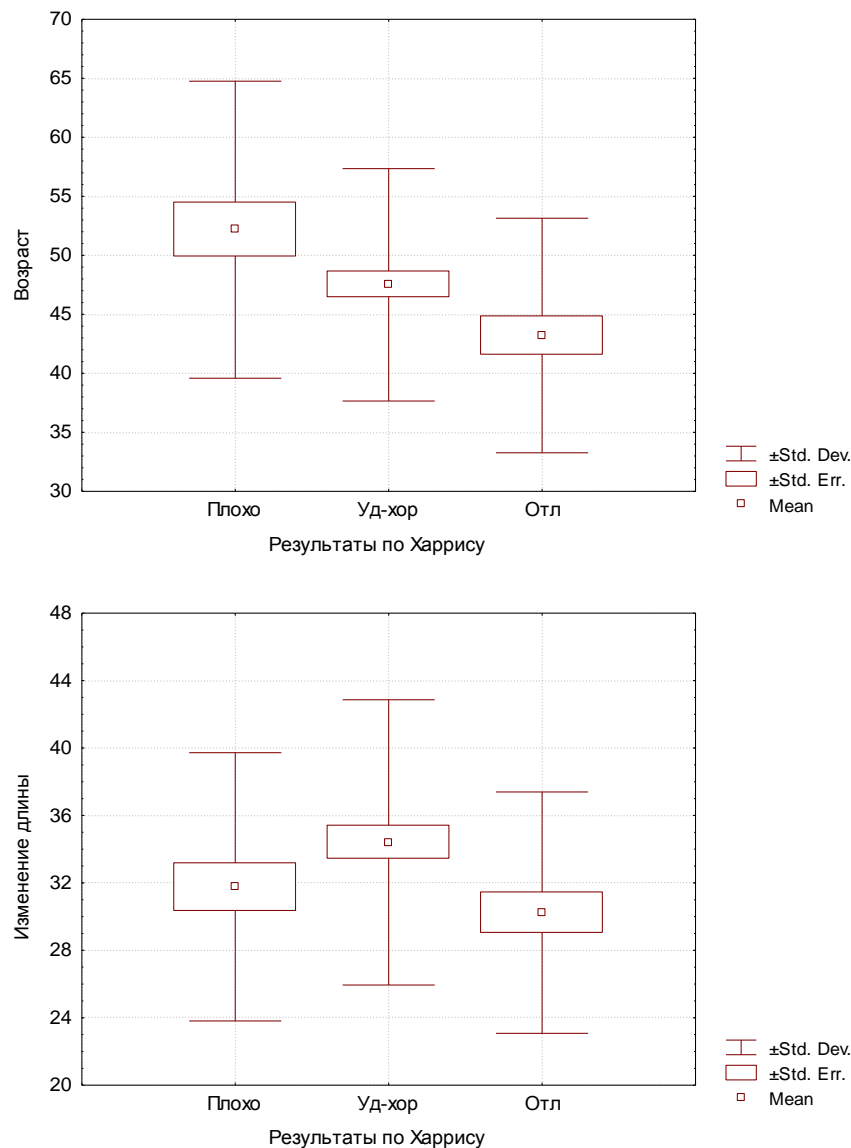 70
65
60
55
50
45
40
35
30
Возраст
Плохо Уд-хор Отл
Результаты по Харрису
±Std. Dev.
±Std. Err.
Mean
48
44
40
36
32
28
24
20
Изменение длины
Плохо Уд-хор Отл
Результаты по Харрису
±Std. Dev.
±Std. Err.
Mean